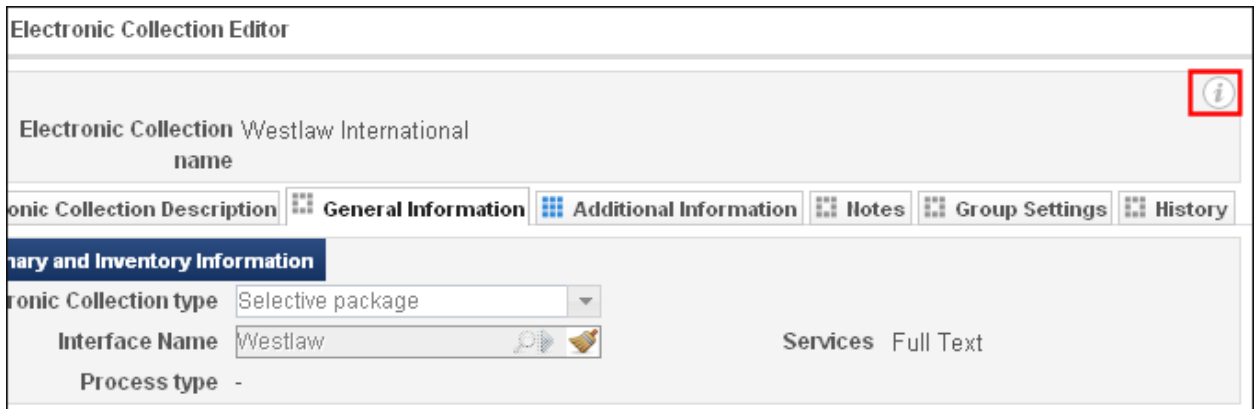 Electronic Collection Editor
i
Electronic Collection Westlaw International
name
onic Collection Description General Information Additional Information Notes Group Settings History
nary and Inventory Information
ronic Collection type Selective package
Interface Name Westlaw Services Full Text
Process type -